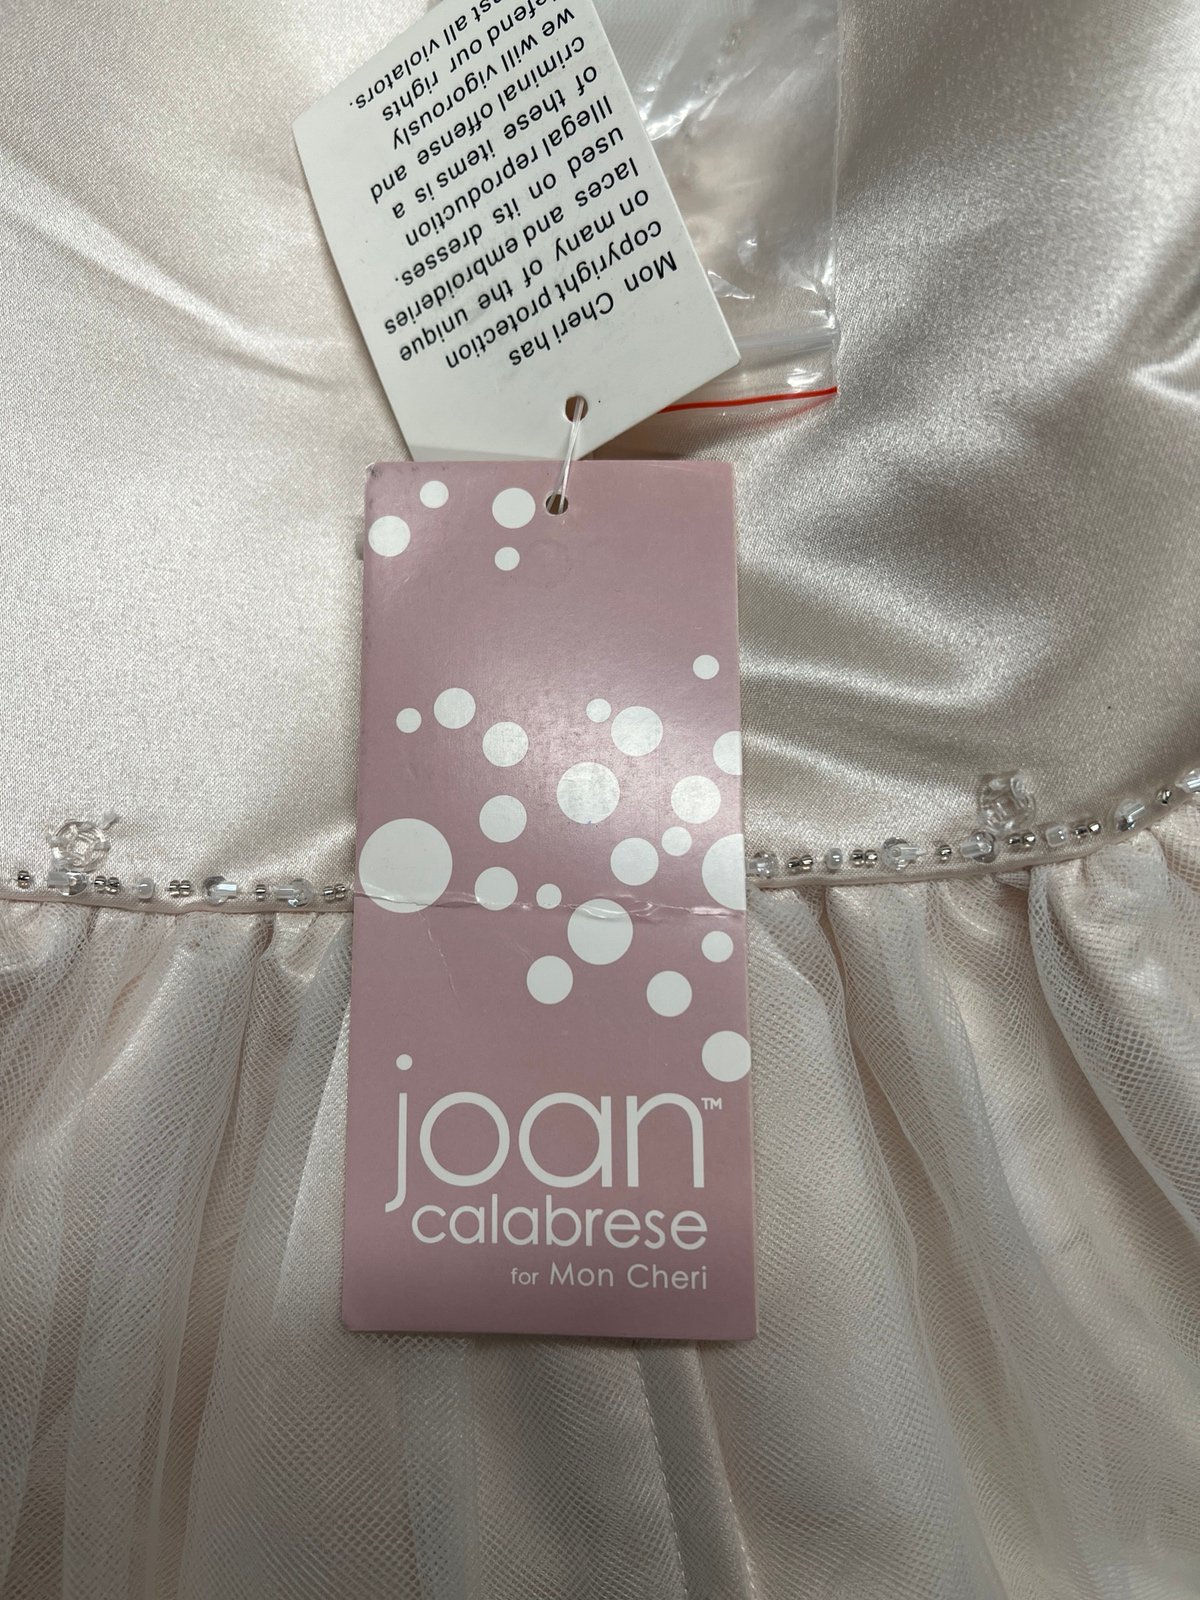 Mon Cheri has
copyright protection
on many of the unique
laces and embroideries
used on its dresses.
Illegal reproduction
of these items is a
criminal offense and
we will vigorously
defend our rights
all violators.
joan™
calabrese
for Mon Cheri